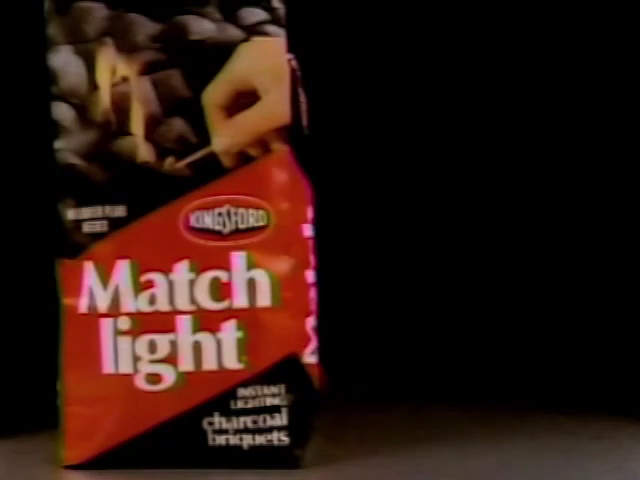 KINGSFORD
Match
light
INSTANT
LIGHTING
charcoal
briquets